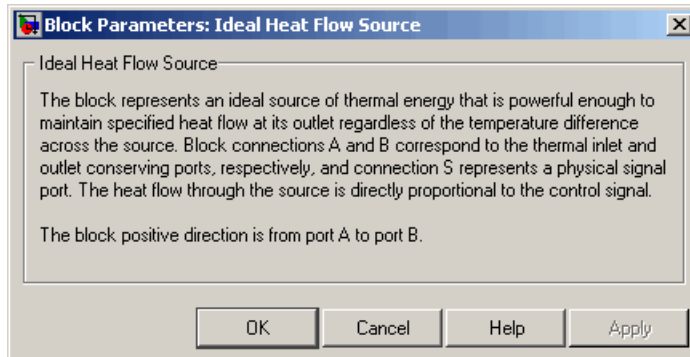 Block Parameters: Ideal Heat Flow Source
Ideal Heat Flow Source
The block represents an ideal source of thermal energy that is powerful enough to
maintain specified heat flow at its outlet regardless of the temperature difference
across the source. Block connections A and B correspond to the thermal inlet and
outlet conserving ports, respectively, and connection S represents a physical signal
port. The heat flow through the source is directly proportional to the control signal.
The block positive direction is from port A to port B.
OK Cancel Help Apply